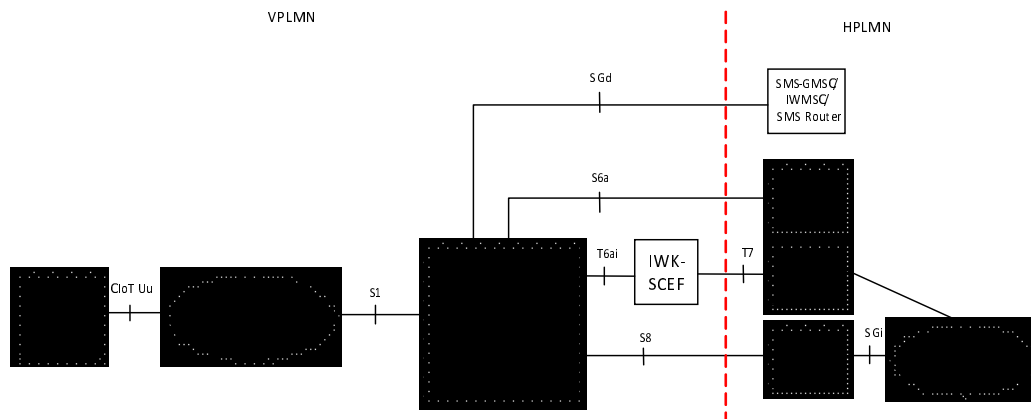 VPLMN
HPLMN
SGd
SMS-GMSC/
IWMSC/
SMS Router
S6a
T6ai
IWK-
SCEF
T7
CIoT Uu
S1
S8
SGi